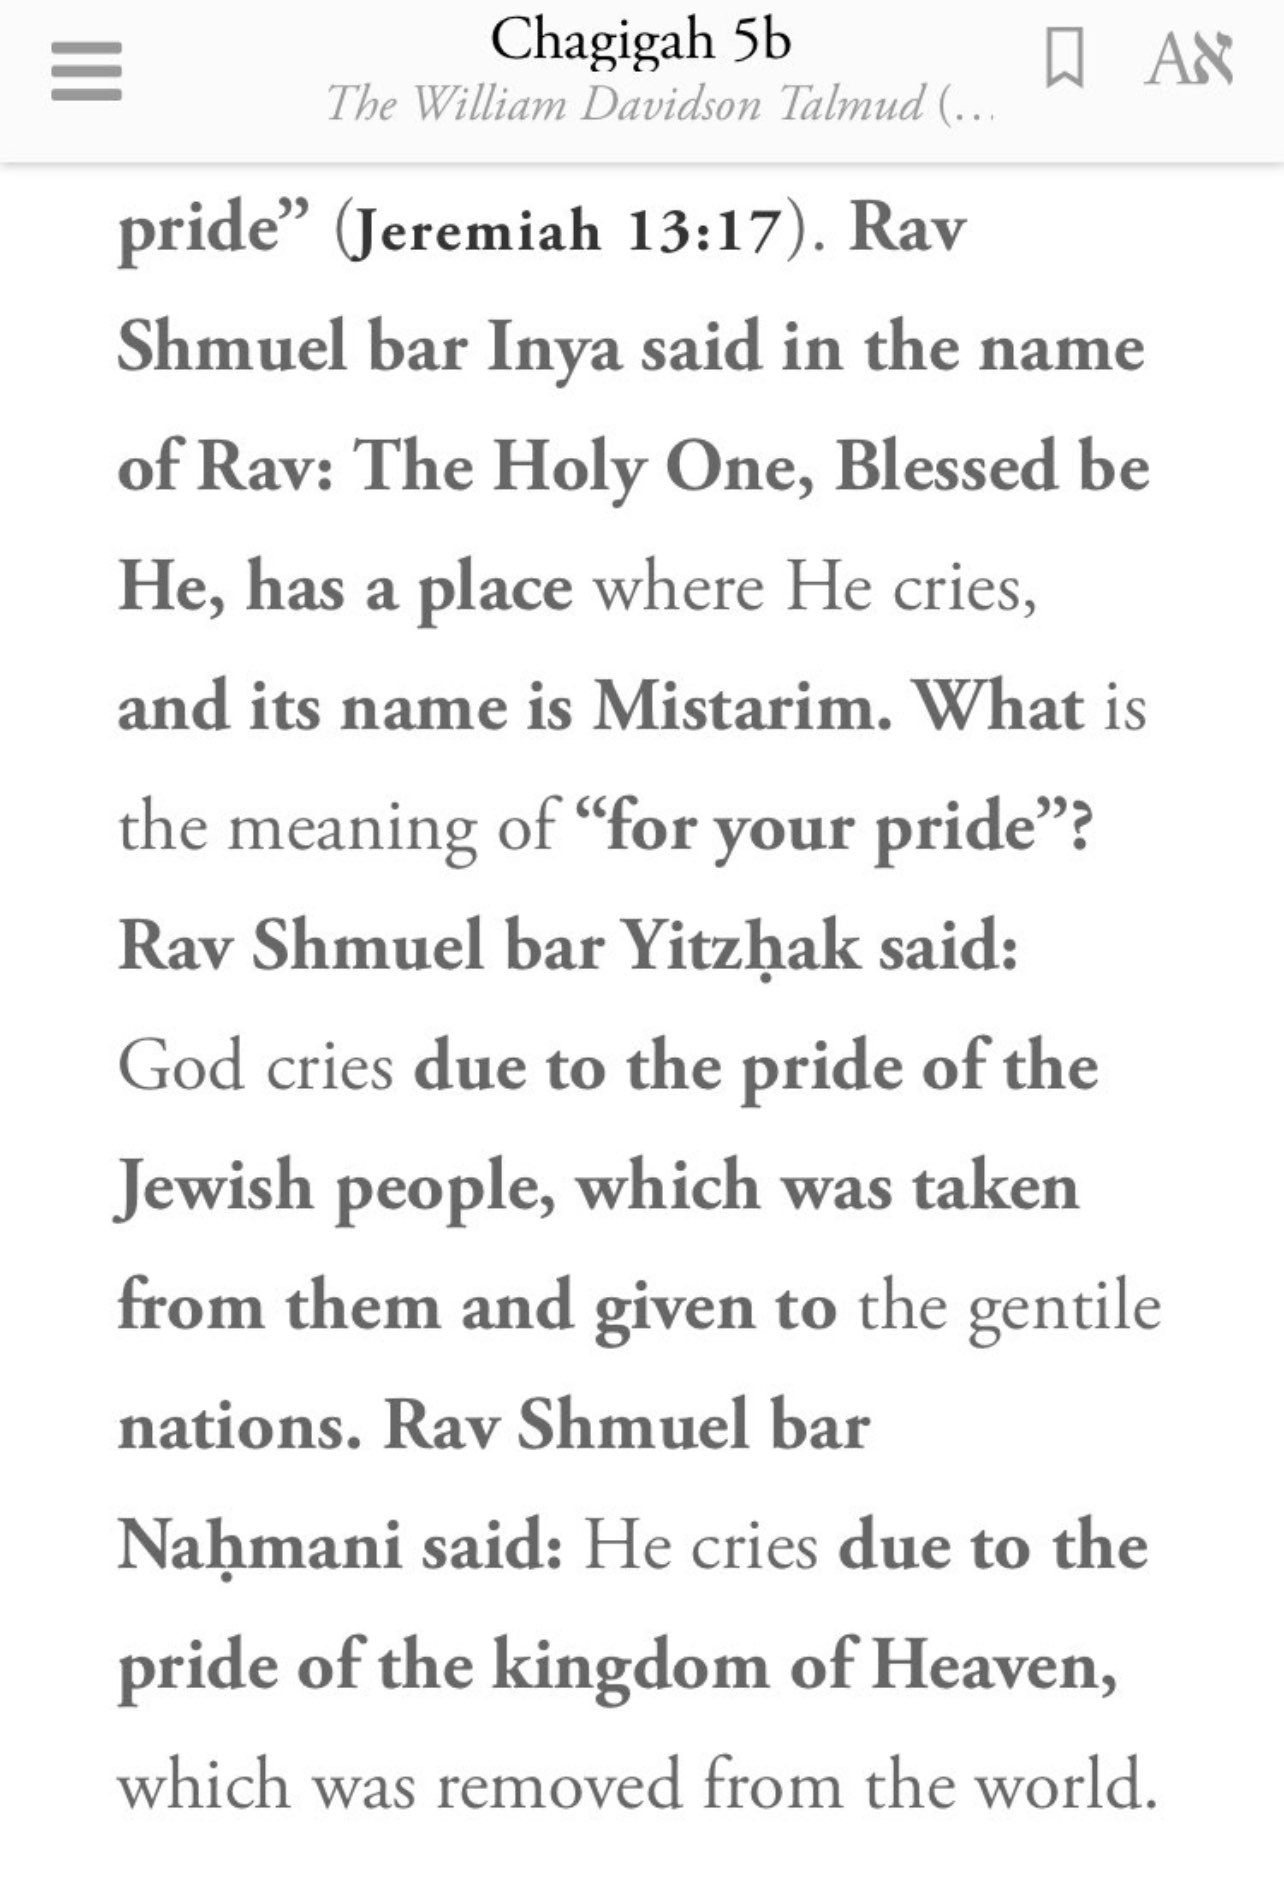 Chagigah 5b
The William Davidson Talmud (...
Aא
pride” (Jeremiah 13:17). Rav
Shmuel bar Inya said in the name
of Rav: The Holy One, Blessed be
He, has a place where He cries,
and its name is Mistarim. What is
the meaning of “for your pride”?
Rav Shmuel bar Yitzḥak said:
God cries due to the pride of the
Jewish people, which was taken
from them and given to the gentile
nations. Rav Shmuel bar
Naḥmani said: He cries due to the
pride of the kingdom of Heaven,
which was removed from the world.